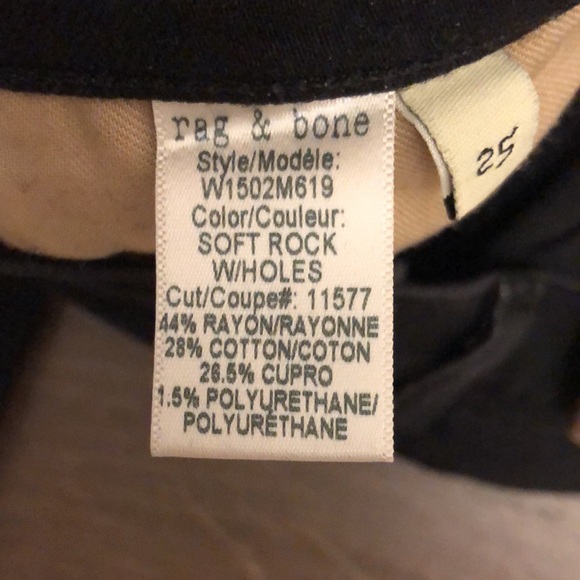 rag & bone
Style/Modèle:
W1502M619
Color/Couleur:
SOFT ROCK
W/HOLES
Cut/Coupe#: 11577
44% RAYON/RAYONNE
28% COTTON/COTON
26.5% CUPRO
1.5% POLYURETHANE/
POLYURÉTHANE
25